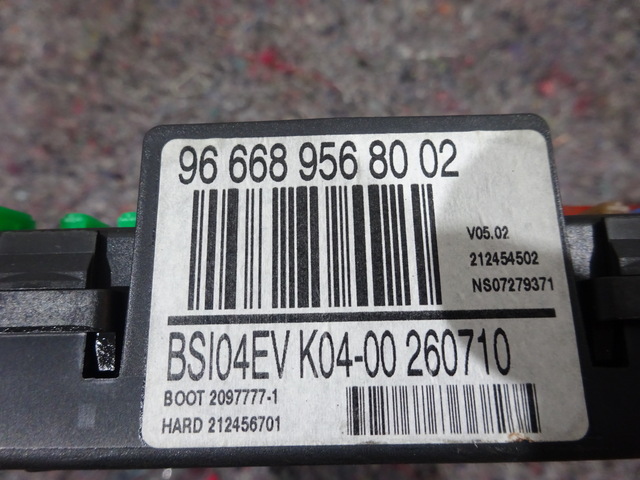 96 668 956 80 02
V05.02
212454502
NS07279371
BSI04EV K04-00 260710
BOOT 2097777-1
HARD 212456701